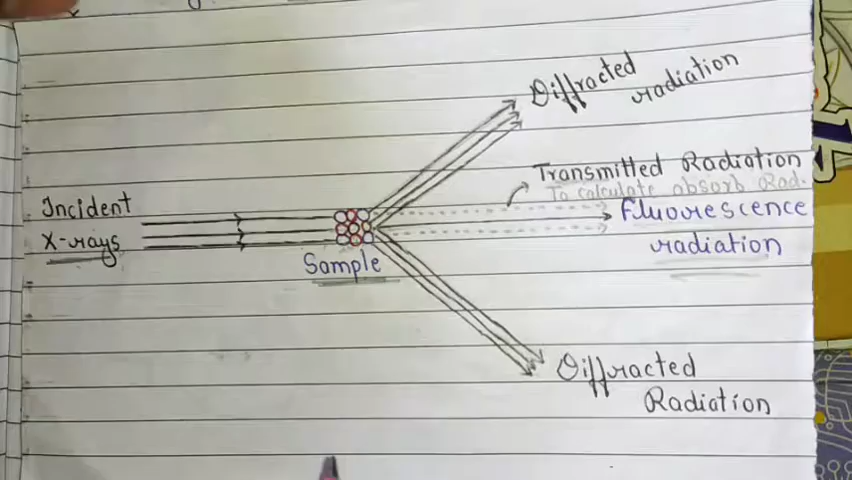 Diffracted
radiation
Transmitted Radiation
To calculate absorb Rad.
Incident
X-rays
Fluorescence
radiation
Sample
Diffracted
Radiation